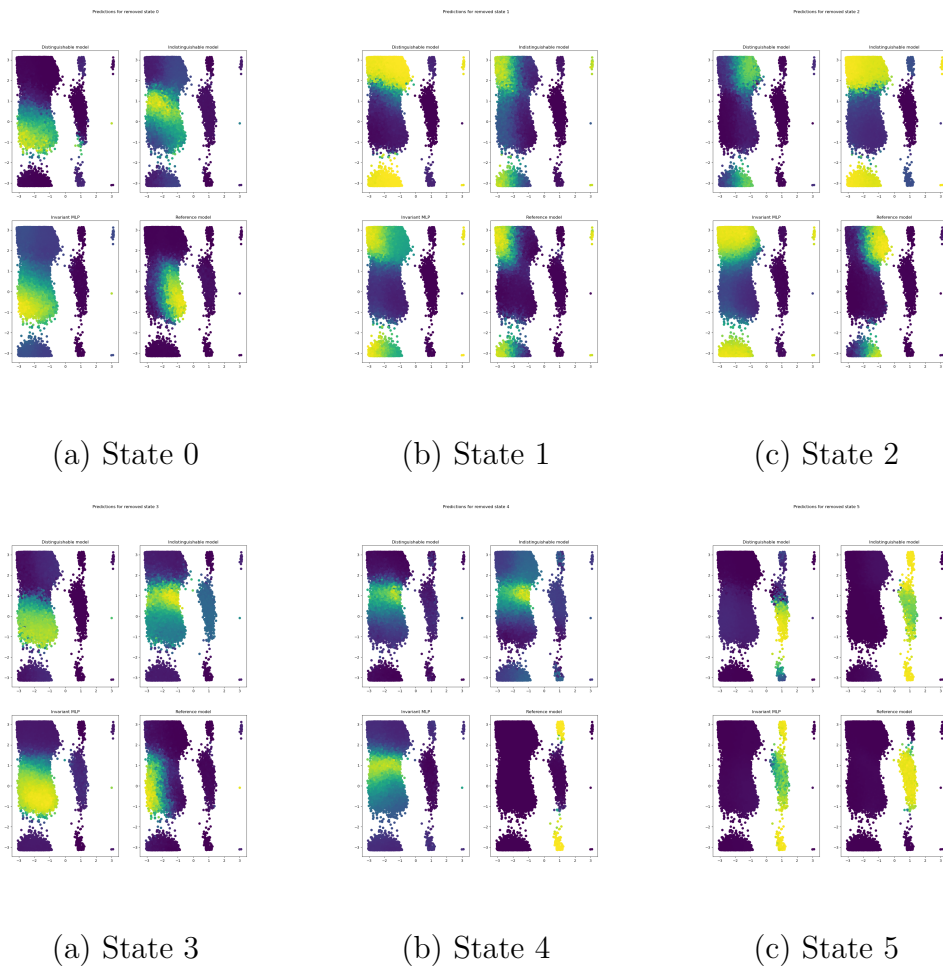 Predictions for removed state 0
Distinguishable model
Indistinguishable model
Invariant MLP
Reference model
(a) State 0
Predictions for removed state 1
Distinguishable model
Indistinguishable model
Invariant MLP
Reference model
(b) State 1
Predictions for removed state 2
Distinguishable model
Indistinguishable model
Invariant MLP
Reference model
(c) State 2
Predictions for removed state 3
Distinguishable model
Indistinguishable model
Invariant MLP
Reference model
(a) State 3
Predictions for removed state 4
Distinguishable model
Indistinguishable model
Invariant MLP
Reference model
(b) State 4
Predictions for removed state 5
Distinguishable model
Indistinguishable model
Invariant MLP
Reference model
(c) State 5